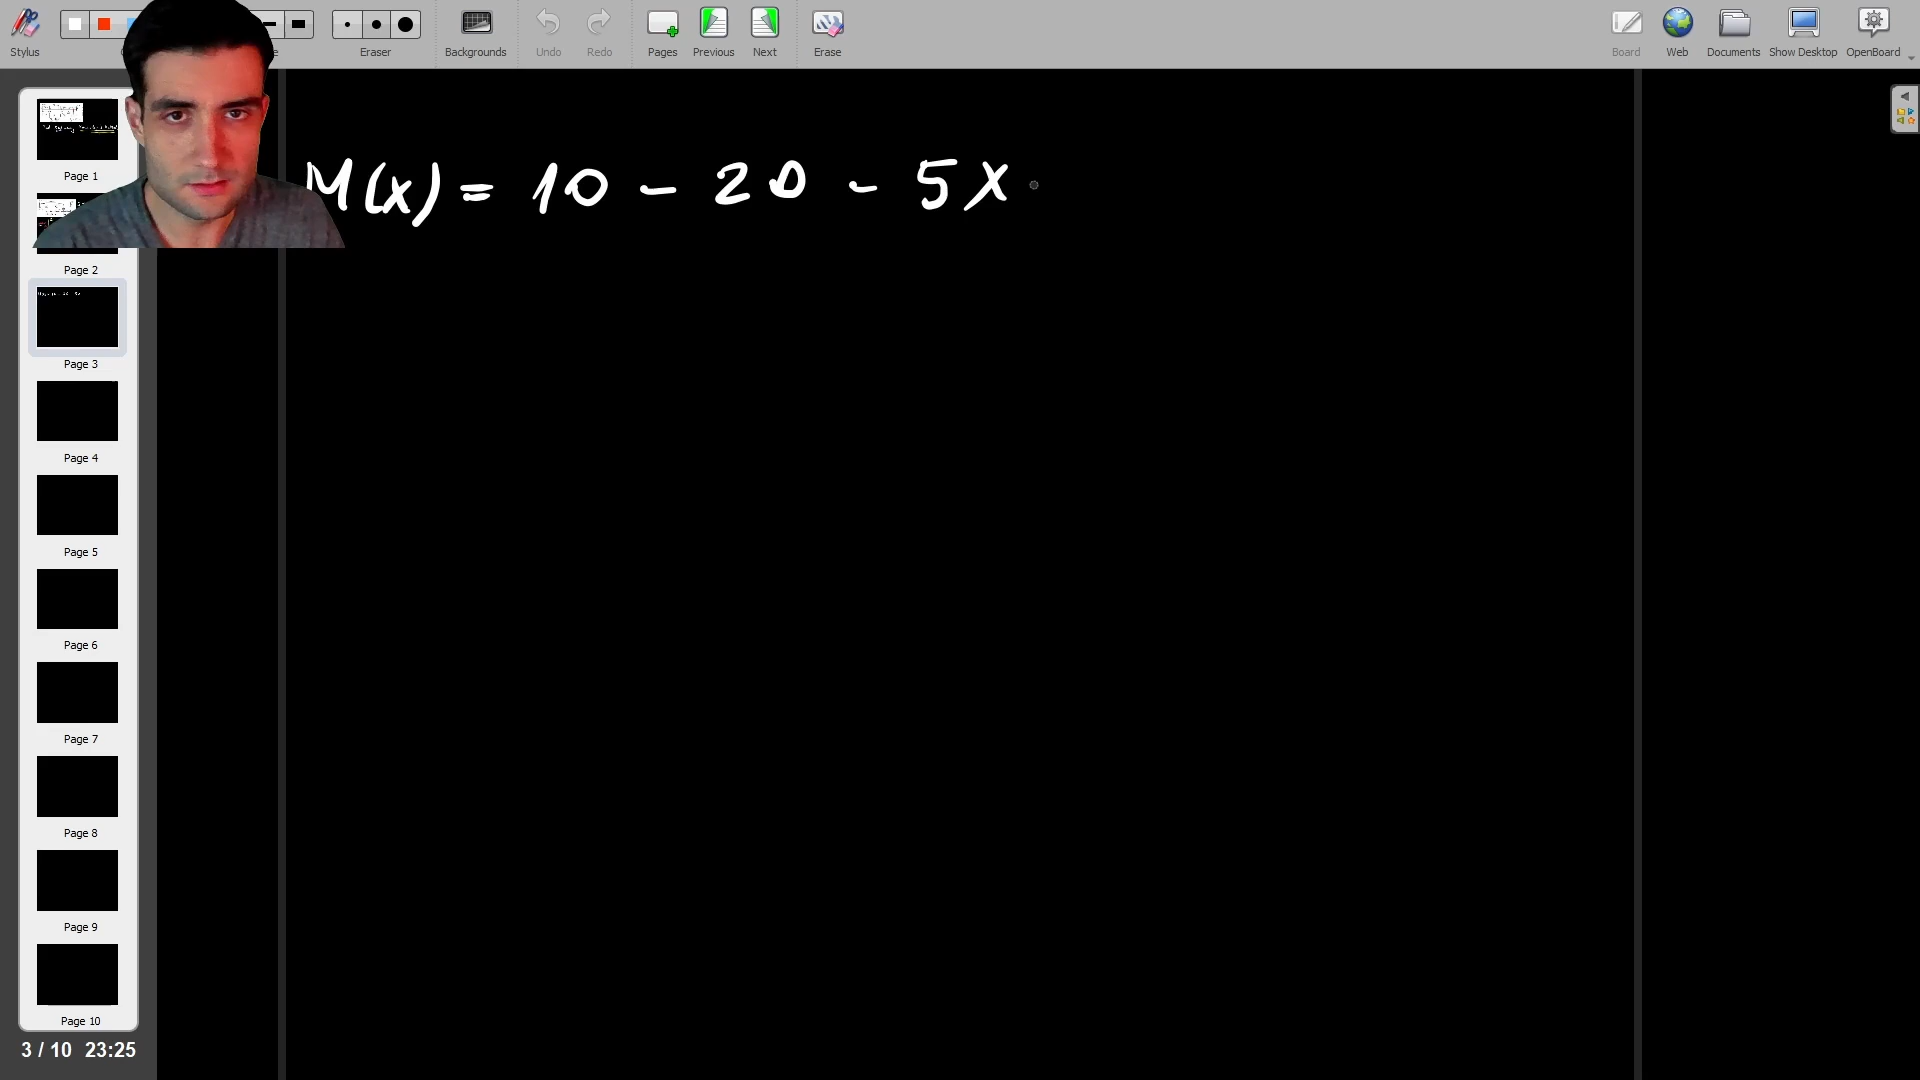 Stylus
Eraser
Backgrounds
Undo
Redo
Pages
Previous
Next
Erase
Board
Web
Documents
Show Desktop
OpenBoard
M(x) = 10 - 20 - 5x
Page 1
Page 2
Page 3
Page 4
Page 5
Page 6
Page 7
Page 8
Page 9
Page 10
3 / 10 23:25